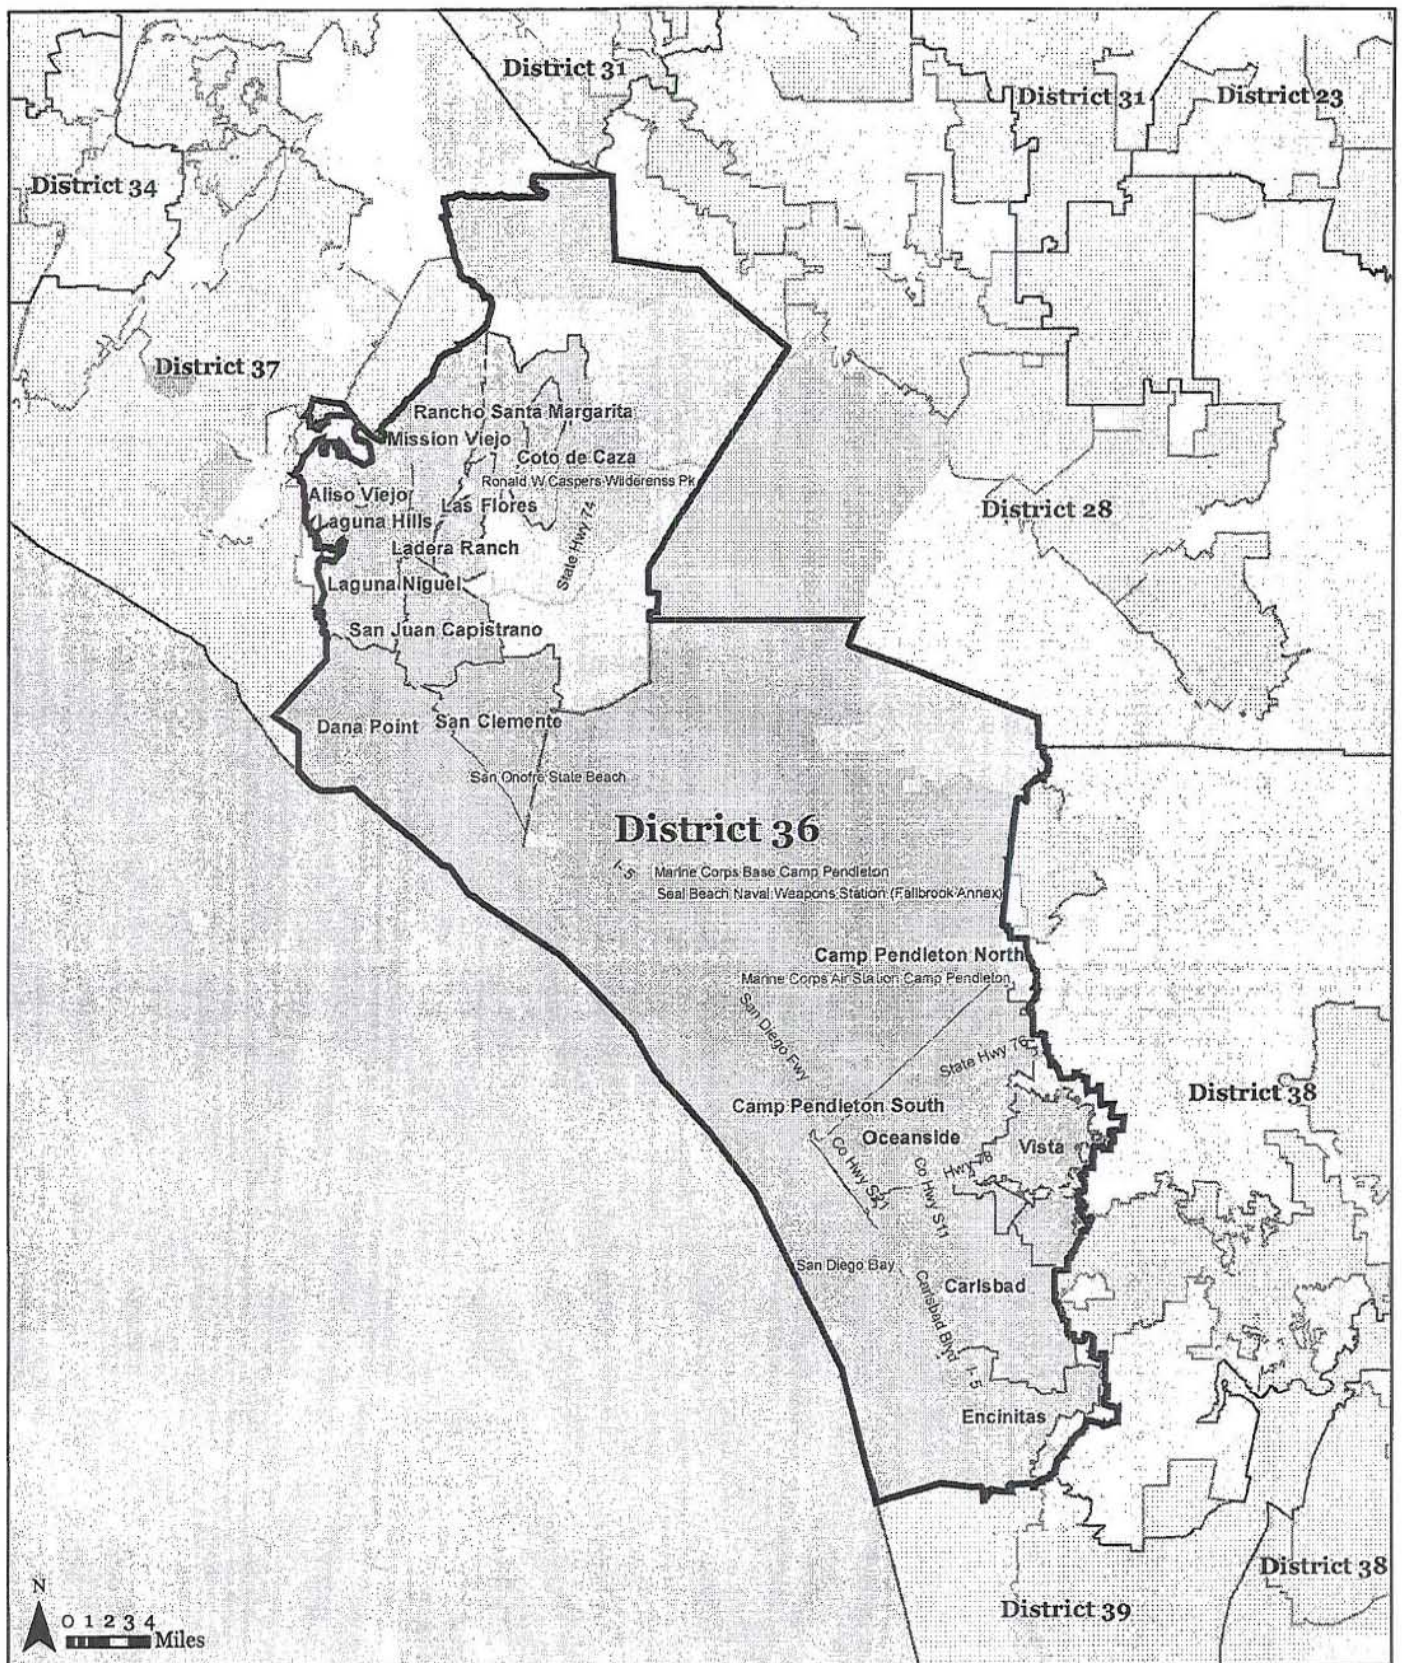 District 31
District 31
District 23
District 34
District 37
Rancho Santa Margarita
Mission Viejo
Coto de Caza
Ronald W Caspers Wilderenss Pk
Aliso Viejo
Las Flores
Laguna Hills
District 28
Ladera Ranch
State Hwy 74
Laguna Niguel
San Juan Capistrano
Dana Point
San Clemente
San Onofre State Beach
District 36
I- 5
Marine Corps Base Camp Pendleton
Seal Beach Naval Weapons Station (Fallbrook Annex)
Camp Pendleton North
Marine Corps Air Station Camp Pendleton
San Diego Fwy
State Hwy 76
District 38
Camp Pendleton South
Oceanside
Vista
Hwy 78
Co Hwy S21
Co Hwy S11
San Diego Bay
Carlsbad
Carlsbad Blvd
I- 5
Encinitas
District 38
District 39
N
0 1 2 3 4
Miles